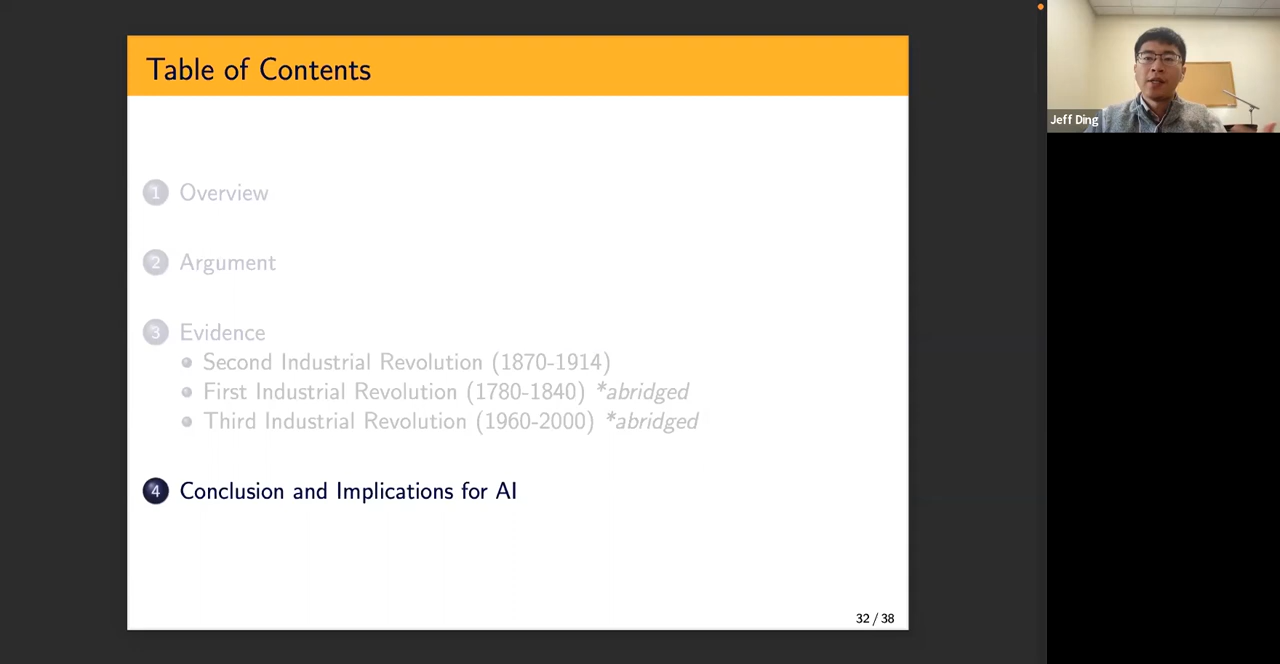 Table of Contents
1 Overview
2 Argument
3 Evidence
Second Industrial Revolution (1870-1914)
First Industrial Revolution (1780-1840) *abridged
Third Industrial Revolution (1960-2000) *abridged
4 Conclusion and Implications for AI
32 / 38
Jeff Ding